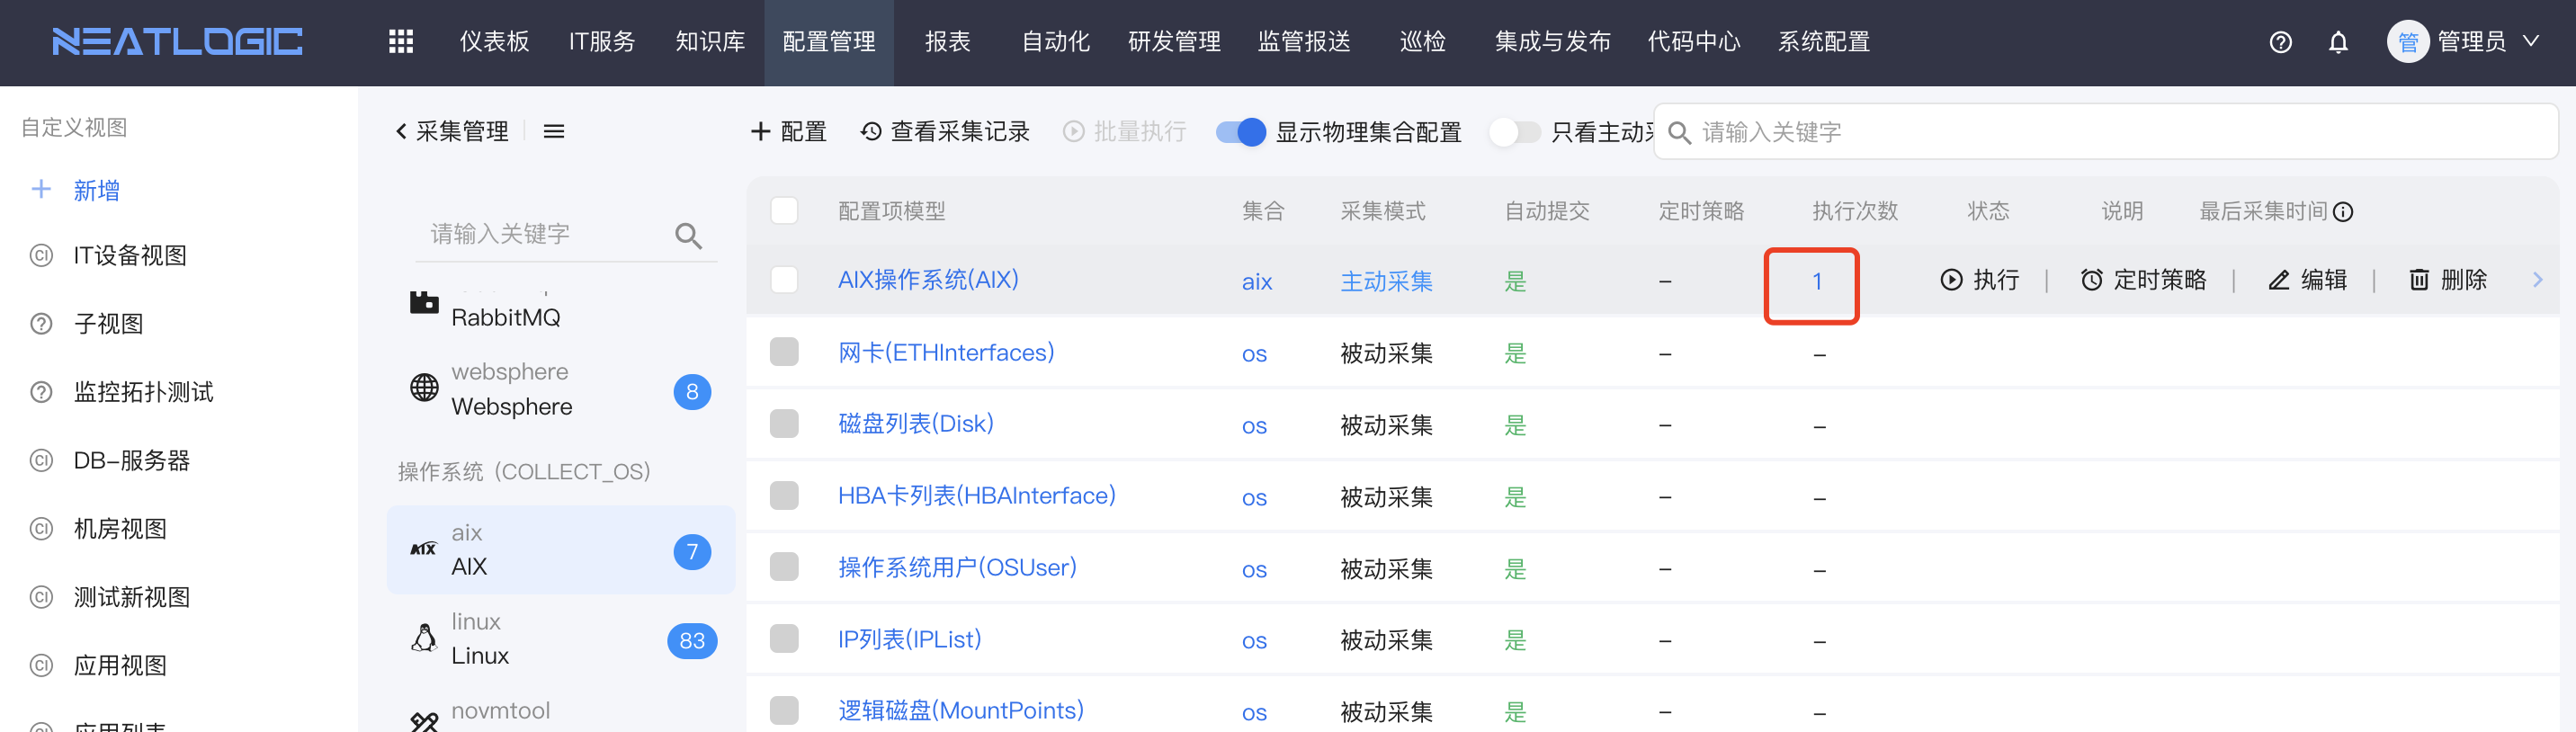 NEATLOGIC
仪表板 IT服务 知识库 配置管理 报表 自动化 研发管理 监管报送 巡检 集成与发布 代码中心 系统配置 管 管理员
自定义视图
新增
IT设备视图
子视图
监控拓扑测试
DB-服务器
机房视图
测试新视图
应用视图
应用列表
采集管理
请输入关键字
RabbitMQ
websphere
Websphere
8
操作系统 (COLLECT_OS)
aix
AIX
7
linux
Linux
83
novmtool
配置 查看采集记录 批量执行 显示物理集合配置 只看主动采 请输入关键字
配置项模型 集合 采集模式 自动提交 定时策略 执行次数 状态 说明 最后采集时间
AIX操作系统(AIX) aix 主动采集 是 – 1 执行 | 定时策略 | 编辑 | 删除
网卡(ETHInterfaces) os 被动采集 是 – –
磁盘列表(Disk) os 被动采集 是 – –
HBA卡列表(HBAInterface) os 被动采集 是 – –
操作系统用户(OSUser) os 被动采集 是 – –
IP列表(IPList) os 被动采集 是 – –
逻辑磁盘(MountPoints) os 被动采集 是 – –